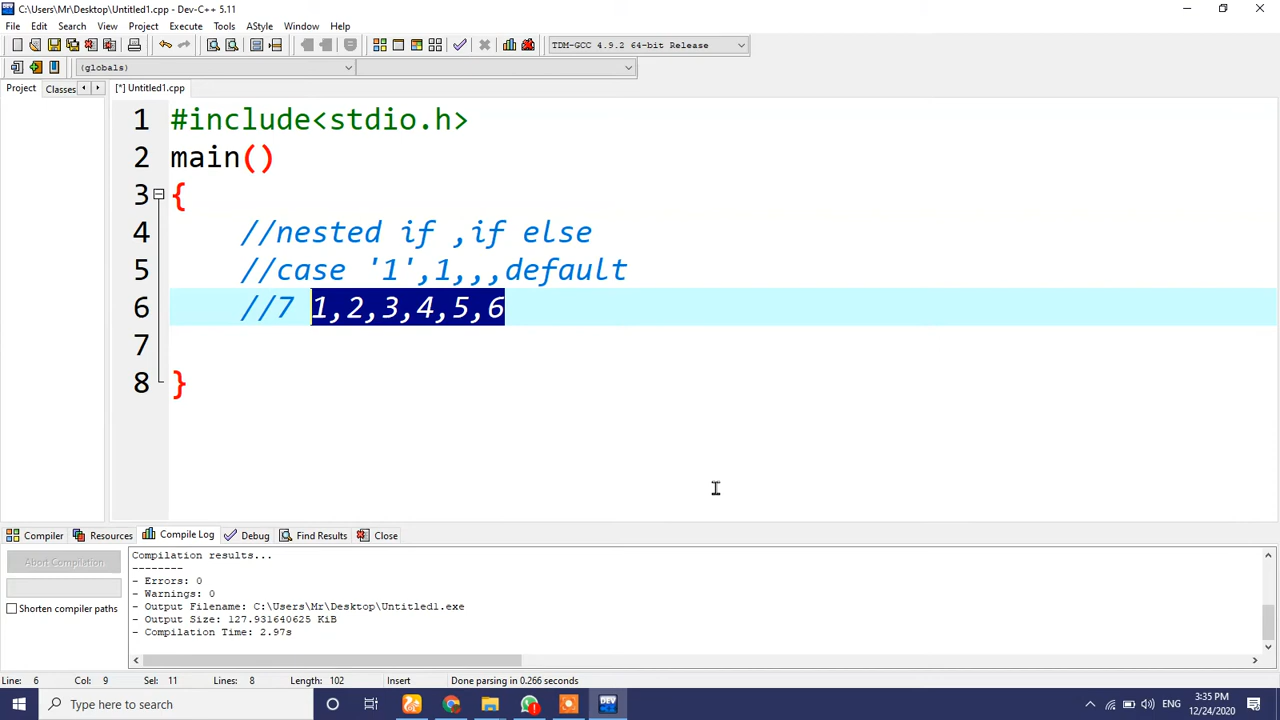 C:\Users\Mr\Desktop\Untitled1.cpp - Dev-C++ 5.11
File Edit Search View Project Execute Tools AStyle Window Help
TDM-GCC 4.9.2 64-bit Release
(globals)
Project Classes [*] Untitled1.cpp
1 #include<stdio.h>
2 main()
3 {
4 //nested if ,if else
5 //case '1',1,,,default
6 //7 1,2,3,4,5,6
7
8 }
Compiler Resources Compile Log Debug Find Results Close
Abort Compilation
Shorten compiler paths
Compilation results...
--------
- Errors: 0
- Warnings: 0
- Output Filename: C:\Users\Mr\Desktop\Untitled1.exe
- Output Size: 127.931640625 KiB
- Compilation Time: 2.97s
Line: 6 Col: 9 Sel: 11 Lines: 8 Length: 102 Insert Done parsing in 0.266 seconds
Type here to search
DEV
ENG
3:35 PM
12/24/2020